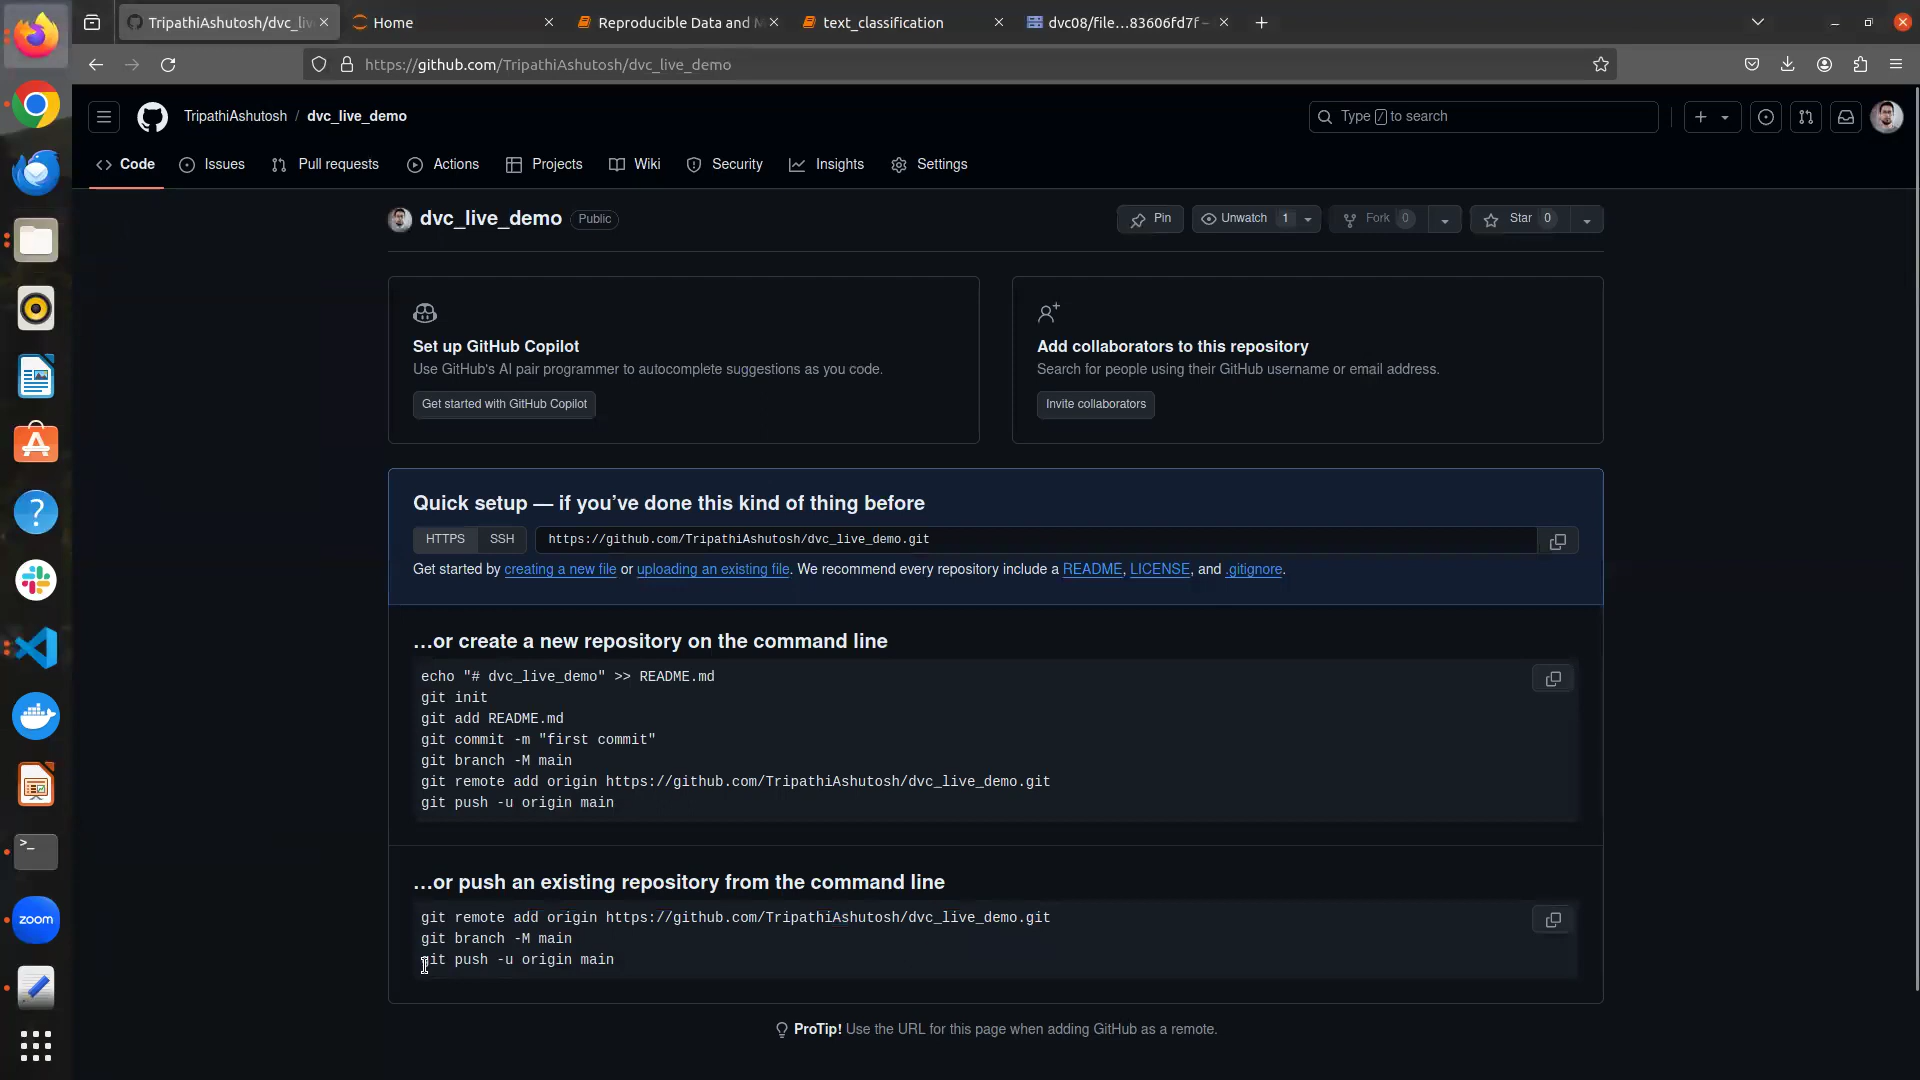 TripathiAshutosh/dvc_li
Home
Reproducible Data and
text_classification
dvc08/file…83606fd7f –
https://github.com/TripathiAshutosh/dvc_live_demo
TripathiAshutosh / dvc_live_demo
Type / to search
Code
Issues
Pull requests
Actions
Projects
Wiki
Security
Insights
Settings
dvc_live_demo
Public
Pin
Unwatch 1
Fork 0
Star 0
Set up GitHub Copilot
Use GitHub's AI pair programmer to autocomplete suggestions as you code.
Get started with GitHub Copilot
Add collaborators to this repository
Search for people using their GitHub username or email address.
Invite collaborators
Quick setup — if you’ve done this kind of thing before
HTTPS
SSH
https://github.com/TripathiAshutosh/dvc_live_demo.git
Get started by creating a new file or uploading an existing file. We recommend every repository include a README, LICENSE, and .gitignore.
…or create a new repository on the command line
echo "# dvc_live_demo" >> README.md
git init
git add README.md
git commit -m "first commit"
git branch -M main
git remote add origin https://github.com/TripathiAshutosh/dvc_live_demo.git
git push -u origin main
…or push an existing repository from the command line
git remote add origin https://github.com/TripathiAshutosh/dvc_live_demo.git
git branch -M main
git push -u origin main
ProTip! Use the URL for this page when adding GitHub as a remote.
zoom